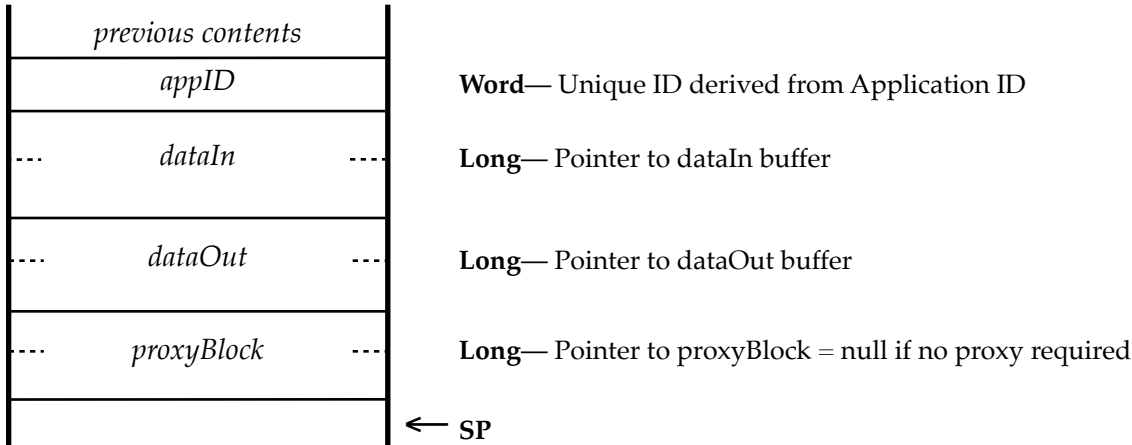 previous contents
appID
Word— Unique ID derived from Application ID
dataIn
Long— Pointer to dataIn buffer
dataOut
Long— Pointer to dataOut buffer
proxyBlock
Long— Pointer to proxyBlock = null if no proxy required
SP